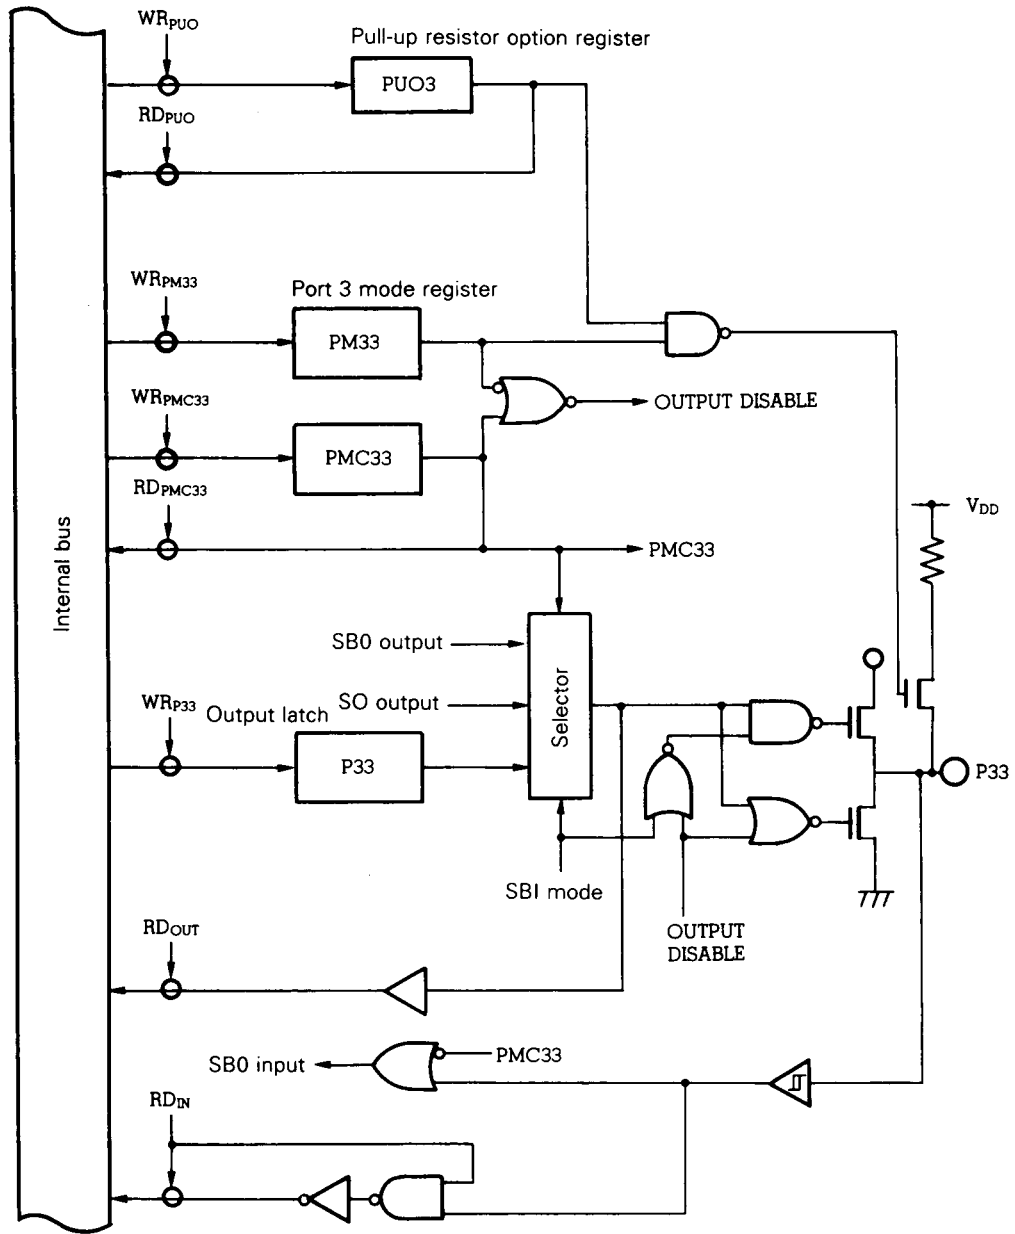 WRPUO
Pull-up resistor option register
PUO3
RDPUO
WRPM33
Port 3 mode register
PM33
WRPMC33
OUTPUT DISABLE
PMC33
RDPMC33
VDD
PMC33
Internal bus
SB0 output
Selector
WRP33
Output latch
SO output
P33
P33
SBI mode
RDOUT
OUTPUT
DISABLE
SB0 input
PMC33
RDIN